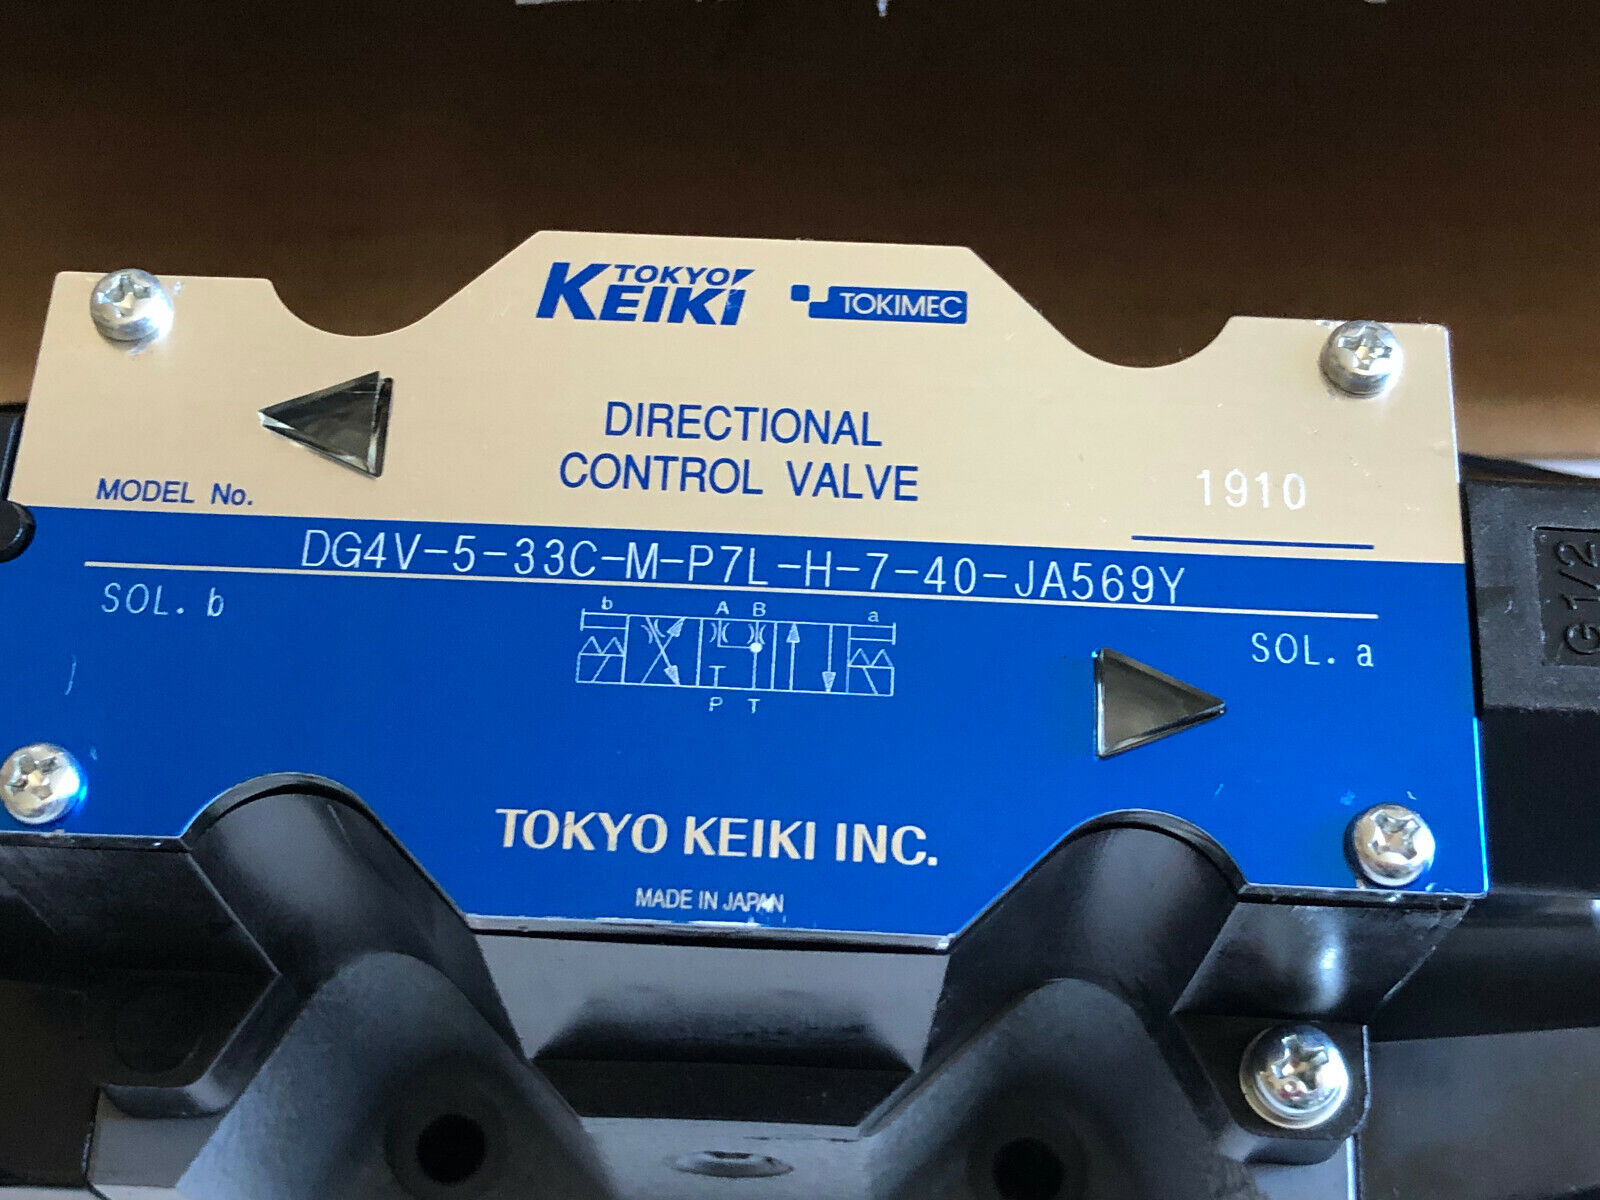 TOKYO
KEIKI TOKIMEC
DIRECTIONAL
CONTROL VALVE
MODEL No.
1910
DG4V-5-33C-M-P7L-H-7-40-JA569Y
SOL. b
b A B a
T
P T
SOL. a
TOKYO KEIKI INC.
MADE IN JAPAN
G1/2